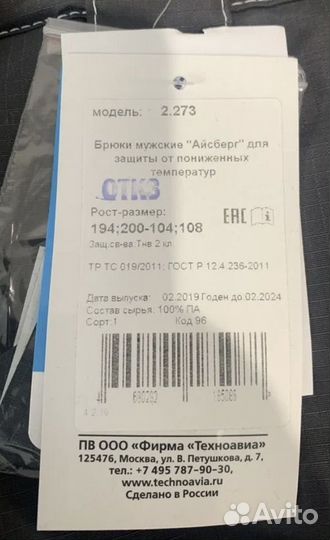 модель: 2.273
Брюки мужские "Айсберг" для
защиты от пониженных
температур
ОТК3
Рост-размер:
194;200-104;108
EAC
Защ.св-ва:Тнв 2 кл
ТР ТС 019/2011; ГОСТ Р 12.4.236-2011
Дата выпуска: 02.2019 Годен до:02.2024
Состав сырья: 100% ПА
Сорт:1 Код 96
ПВ ООО «Фирма «Техноавиа»
125476, Москва, ул. В. Петушкова, д. 7,
тел.: +7 495 787–90–30,
www.technoavia.ru
Сделано в России
Avito